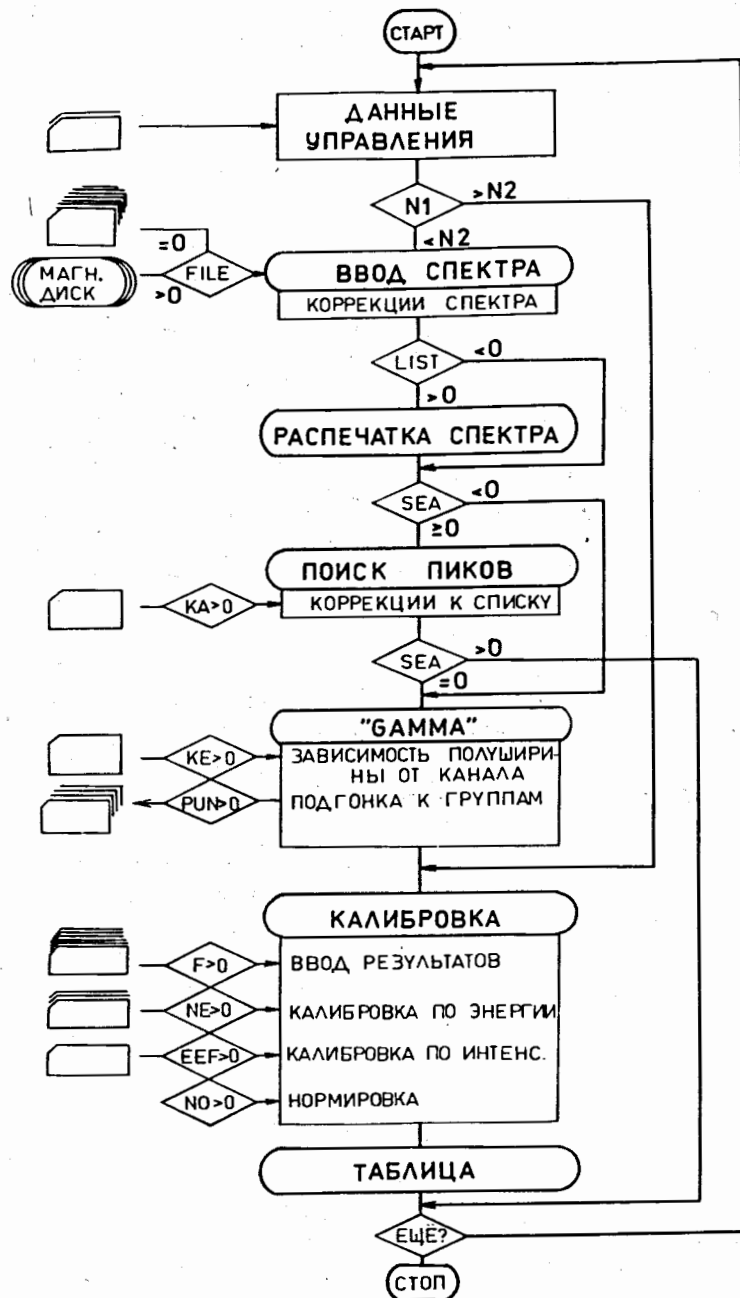 СТАРТ
ДАННЫЕ
УПРАВЛЕНИЯ
N1
>N2
<N2
=0
МАГН.
ДИСК
>0
FILE
ВВОД СПЕКТРА
КОРРЕКЦИИ СПЕКТРА
LIST
<0
>0
РАСПЕЧАТКА СПЕКТРА
SEA
<0
≥0
ПОИСК ПИКОВ
КА>0
КОРРЕКЦИИ К СПИСКУ
SEA
>0
=0
"GAMMA"
KE>0
ЗАВИСИМОСТЬ ПОЛУШИРИ-
НЫ ОТ КАНАЛА
PUN>0
ПОДГОНКА К ГРУППАМ
КАЛИБРОВКА
F>0
ВВОД РЕЗУЛЬТАТОВ
NE>0
КАЛИБРОВКА ПО ЭНЕРГИИ
EEF>0
КАЛИБРОВКА ПО ИНТЕНС.
NO>0
НОРМИРОВКА
ТАБЛИЦА
ЕЩЁ?
СТОП